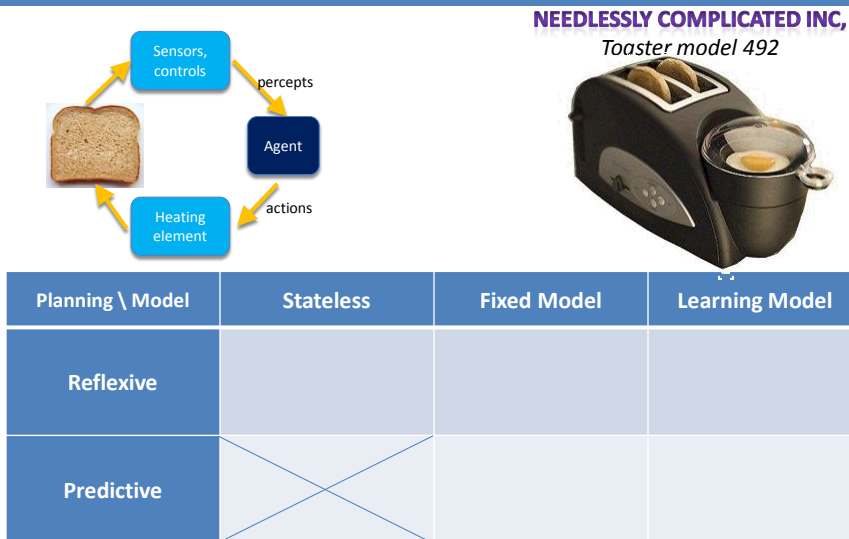 NEEDLESSLY COMPLICATED INC,
Toaster model 492
Sensors,
controls
percepts
Agent
actions
Heating
element
Planning \ Model
Stateless
Fixed Model
Learning Model
Reflexive
Predictive